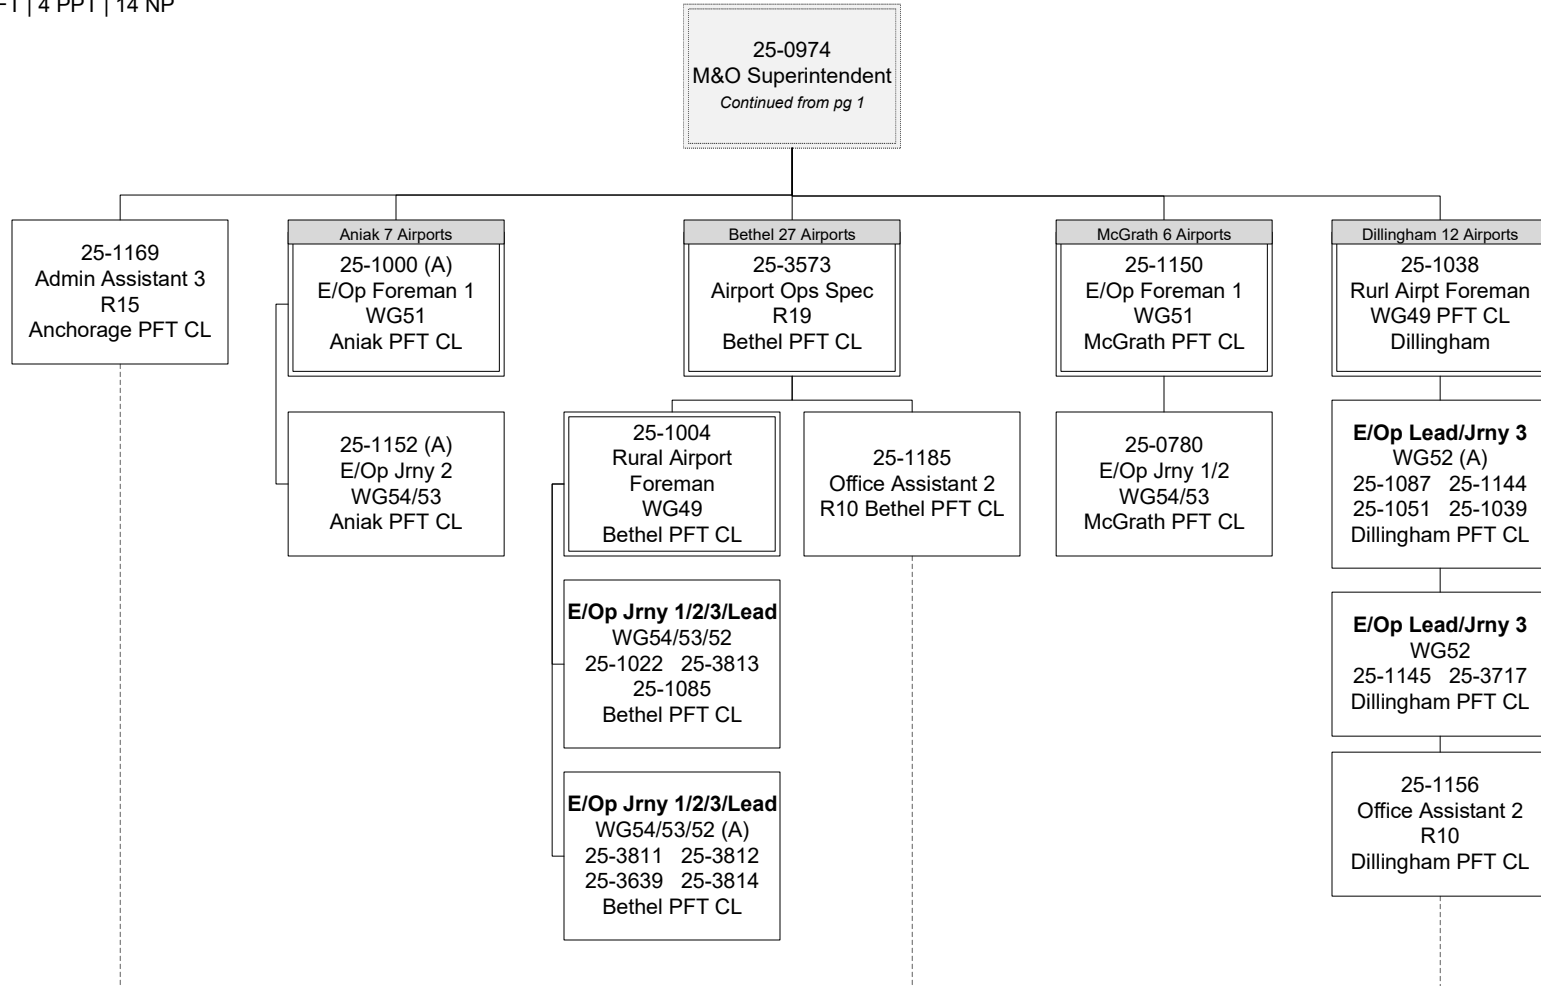 4 PPT | 14 NP
25-0974
M&O Superintendent
Continued from pg 1
25-1169
Admin Assistant 3
R15
Anchorage PFT CL
Aniak 7 Airports
25-1000 (A)
E/Op Foreman 1
WG51
Aniak PFT CL
25-1152 (A)
E/Op Jrny 2
WG54/53
Aniak PFT CL
Bethel 27 Airports
25-3573
Airport Ops Spec
R19
Bethel PFT CL
25-1004
Rural Airport
Foreman
WG49
Bethel PFT CL
25-1185
Office Assistant 2
R10 Bethel PFT CL
E/Op Jrny 1/2/3/Lead
WG54/53/52
25-1022 25-3813
25-1085
Bethel PFT CL
E/Op Jrny 1/2/3/Lead
WG54/53/52 (A)
25-3811 25-3812
25-3639 25-3814
Bethel PFT CL
McGrath 6 Airports
25-1150
E/Op Foreman 1
WG51
McGrath PFT CL
25-0780
E/Op Jrny 1/2
WG54/53
McGrath PFT CL
Dillingham 12 Airports
25-1038
Rurl Airpt Foreman
WG49 PFT CL
Dillingham
E/Op Lead/Jrny 3
WG52 (A)
25-1087 25-1144
25-1051 25-1039
Dillingham PFT CL
E/Op Lead/Jrny 3
WG52
25-1145 25-3717
Dillingham PFT CL
25-1156
Office Assistant 2
R10
Dillingham PFT CL